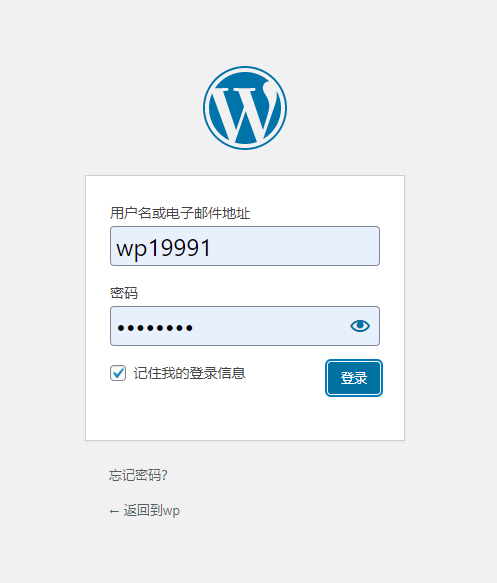 用户名或电子邮件地址
wp19991
密码
••••••••
记住我的登录信息
登录
忘记密码?
← 返回到wp